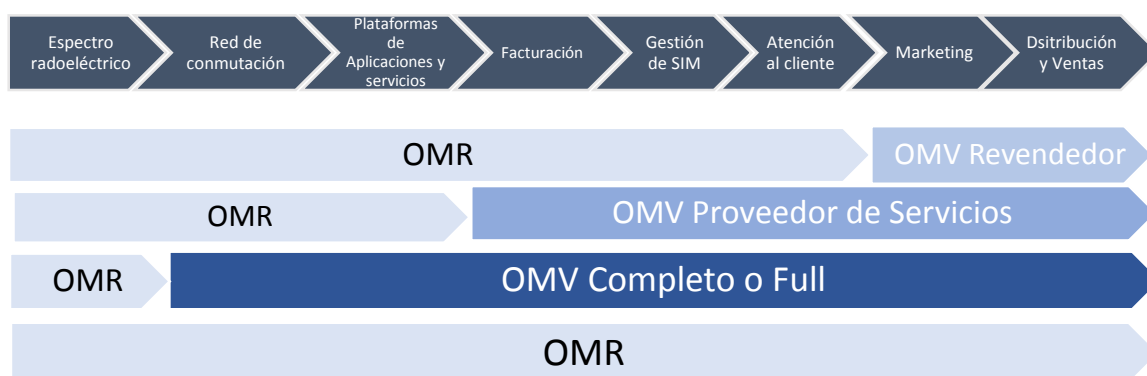 Espectro
radoeléctrico
Red de
conmutación
Plataformas
de
Aplicaciones y
servicios
Facturación
Gestión
de SIM
Atención
al cliente
Marketing
Dsitribución
y Ventas
OMR
OMV Revendedor
OMR
OMV Proveedor de Servicios
OMR
OMV Completo o Full
OMR